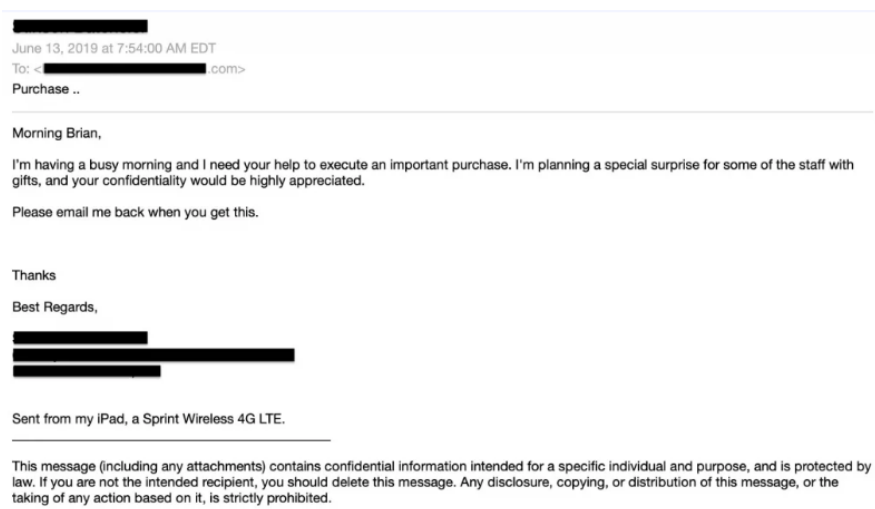 June 13, 2019 at 7:54:00 AM EDT
To: < .com>
Purchase ..
Morning Brian,
I'm having a busy morning and I need your help to execute an important purchase. I'm planning a special surprise for some of the staff with
gifts, and your confidentiality would be highly appreciated.
Please email me back when you get this.
Thanks
Best Regards,
Sent from my iPad, a Sprint Wireless 4G LTE.
This message (including any attachments) contains confidential information intended for a specific individual and purpose, and is protected by
law. If you are not the intended recipient, you should delete this message. Any disclosure, copying, or distribution of this message, or the
taking of any action based on it, is strictly prohibited.